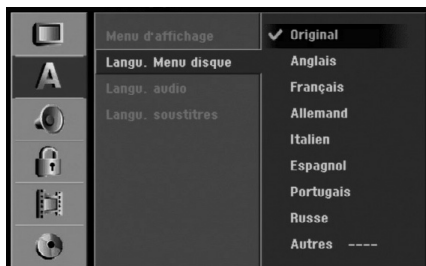 A
Menu d'affichage
Langu. Menu disque
Langu. audio
Langu. soustitres
✔ Original
Anglais
Français
Allemand
Italien
Espagnol
Portugais
Russe
Autres ----